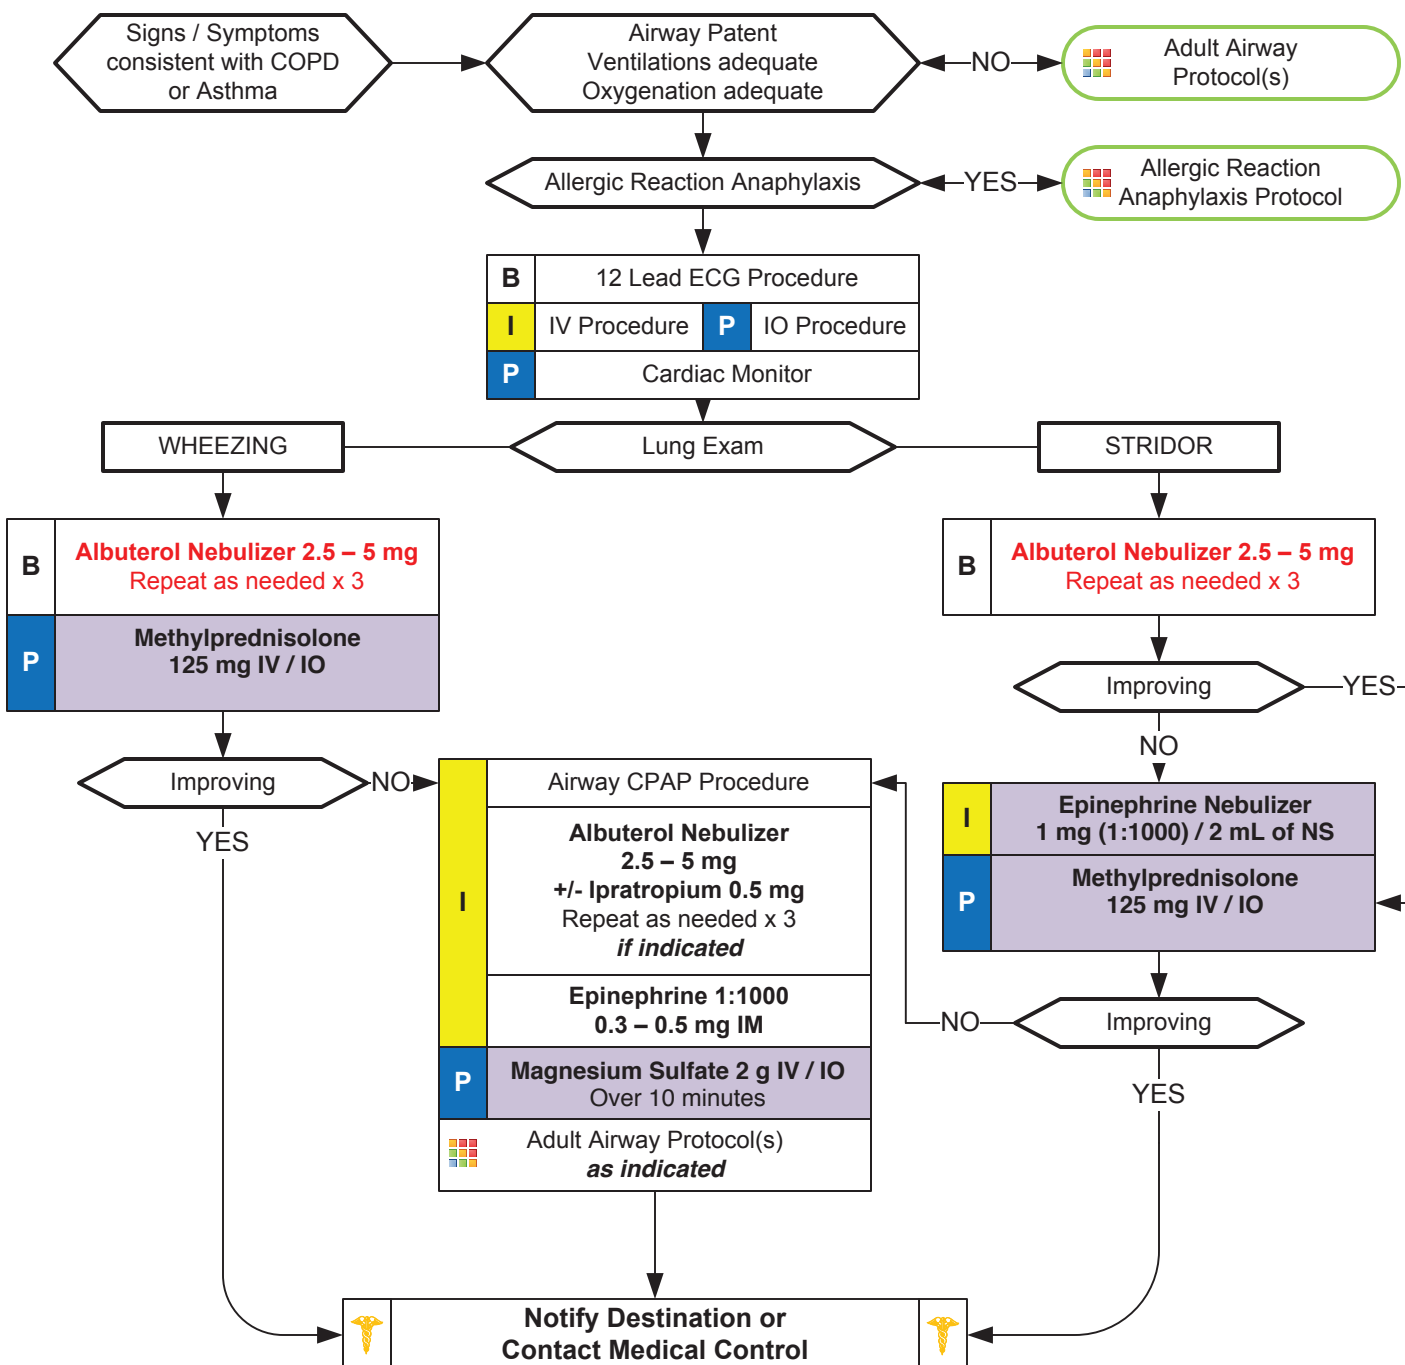 Signs / Symptoms
consistent with COPD
or Asthma
Airway Patent
Ventilations adequate
Oxygenation adequate
NO
Adult Airway
Protocol(s)
Allergic Reaction Anaphylaxis
YES
Allergic Reaction
Anaphylaxis Protocol
B
12 Lead ECG Procedure
I
IV Procedure
P
IO Procedure
P
Cardiac Monitor
WHEEZING
Lung Exam
STRIDOR
B
Albuterol Nebulizer 2.5 – 5 mg
Repeat as needed x 3
P
Methylprednisolone
125 mg IV / IO
Improving
NO
YES
B
Albuterol Nebulizer 2.5 – 5 mg
Repeat as needed x 3
Improving
YES
NO
I
Epinephrine Nebulizer
1 mg (1:1000) / 2 mL of NS
P
Methylprednisolone
125 mg IV / IO
Improving
NO
YES
I
Airway CPAP Procedure
Albuterol Nebulizer
2.5 – 5 mg
+/- Ipratropium 0.5 mg
Repeat as needed x 3
if indicated
Epinephrine 1:1000
0.3 – 0.5 mg IM
P
Magnesium Sulfate 2 g IV / IO
Over 10 minutes
Adult Airway Protocol(s)
as indicated
Notify Destination or
Contact Medical Control